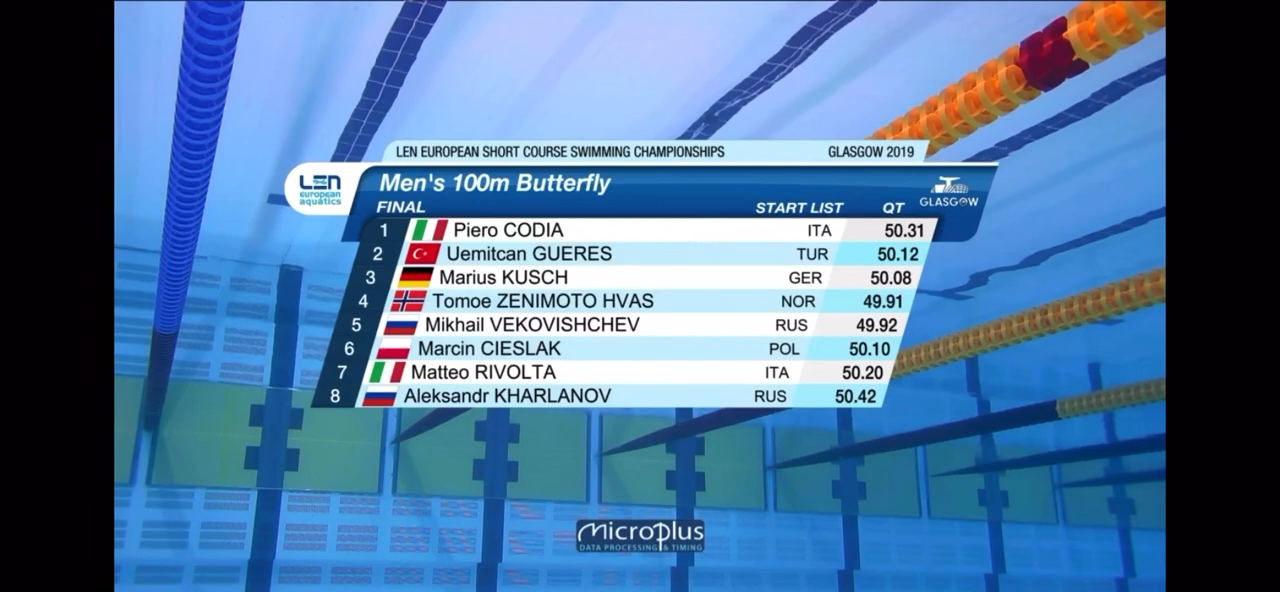 LEN EUROPEAN SHORT COURSE SWIMMING CHAMPIONSHIPS GLASGOW 2019
LEN
european
aquatics
Men's 100m Butterfly
GLASGOW
FINAL START LIST QT
1 Piero CODIA ITA 50.31
2 Uemitcan GUERES TUR 50.12
3 Marius KUSCH GER 50.08
4 Tomoe ZENIMOTO HVAS NOR 49.91
5 Mikhail VEKOVISHCHEV RUS 49.92
6 Marcin CIESLAK POL 50.10
7 Matteo RIVOLTA ITA 50.20
8 Aleksandr KHARLANOV RUS 50.42
Microplus
DATA PROCESSING & TIMING